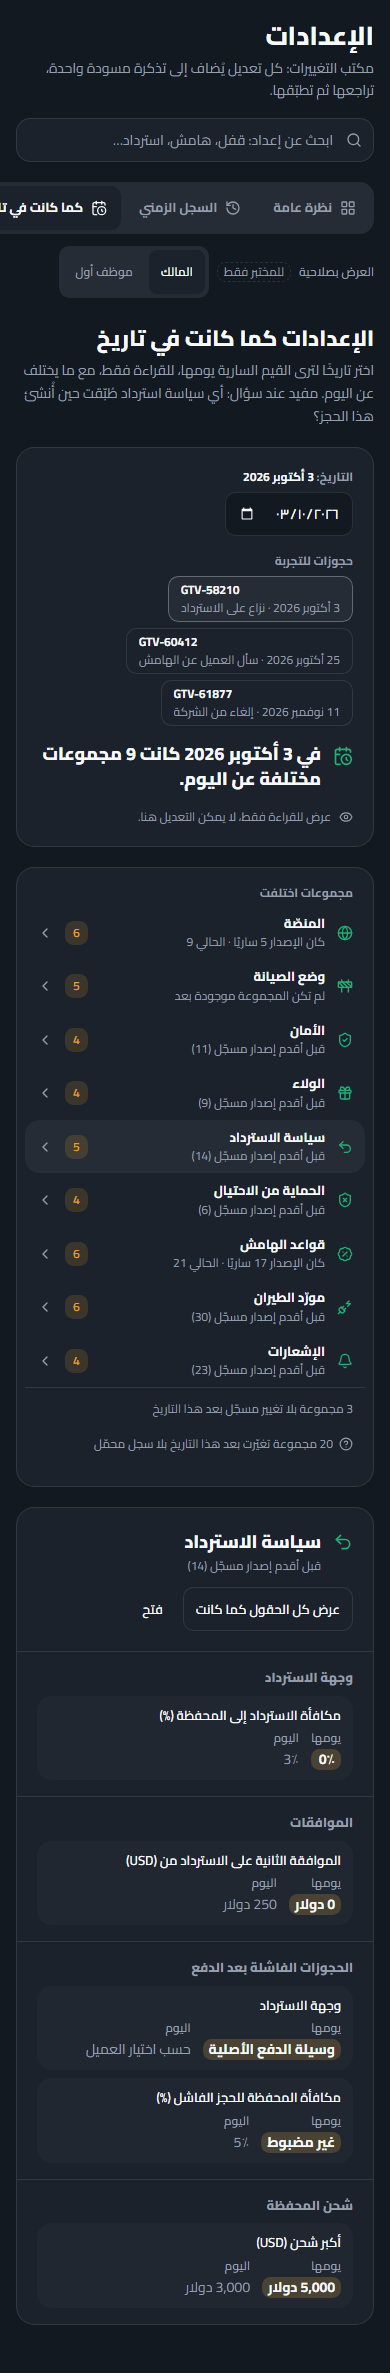 الإعدادات
مكتب التغييرات: كل تعديل يُضاف إلى تذكرة مسودة واحدة،
تراجعها ثم تطبّقها.
ابحث عن إعداد: قفل، هامش، استرداد...
نظرة عامة
السجل الزمني
كما كانت في
العرض بصلاحية
للمختبر فقط
المالك
موظف أول
الإعدادات كما كانت في تاريخ
اختر تاريخًا لترى القيم السارية يومها، للقراءة فقط، مع ما يختلف
عن اليوم. مفيد عند سؤال: أي سياسة استرداد طُبّقت حين أُنشئ
هذا الحجز؟
التاريخ: 3 أكتوبر 2026
٠٣/١٠/٢٠٢٦
حجوزات للتجربة
GTV-58210
3 أكتوبر 2026 · نزاع على الاسترداد
GTV-60412
25 أكتوبر 2026 · سأل العميل عن الهامش
GTV-61877
11 نوفمبر 2026 · إلغاء من الشركة
في 3 أكتوبر 2026 كانت 9 مجموعات
مختلفة عن اليوم.
عرض للقراءة فقط، لا يمكن التعديل هنا.
مجموعات اختلفت
المنصّة
كان الإصدار 5 ساريًا · الحالي 9
6
وضع الصيانة
لم تكن المجموعة موجودة بعد
5
الأمان
قبل أقدم إصدار مسجّل (11)
4
الولاء
قبل أقدم إصدار مسجّل (9)
4
سياسة الاسترداد
قبل أقدم إصدار مسجّل (14)
5
الحماية من الاحتيال
قبل أقدم إصدار مسجّل (6)
4
قواعد الهامش
كان الإصدار 17 ساريًا · الحالي 21
6
مورّد الطيران
قبل أقدم إصدار مسجّل (30)
6
الإشعارات
قبل أقدم إصدار مسجّل (23)
4
3 مجموعة بلا تغيير مسجّل بعد هذا التاريخ
20 مجموعة تغيّرت بعد هذا التاريخ بلا سجل محمّل
سياسة الاسترداد
قبل أقدم إصدار مسجّل (14)
عرض كل الحقول كما كانت
فتح
وجهة الاسترداد
مكافأة الاسترداد إلى المحفظة (%)
يومها
اليوم
0٪
3٪
الموافقات
الموافقة الثانية على الاسترداد من (USD)
يومها
اليوم
0 دولار
250 دولار
الحجوزات الفاشلة بعد الدفع
وجهة الاسترداد
يومها
اليوم
وسيلة الدفع الأصلية
حسب اختيار العميل
مكافأة المحفظة للحجز الفاشل (%)
يومها
اليوم
غير مضبوط
5٪
شحن المحفظة
أكبر شحن (USD)
يومها
اليوم
5,000 دولار
3,000 دولار